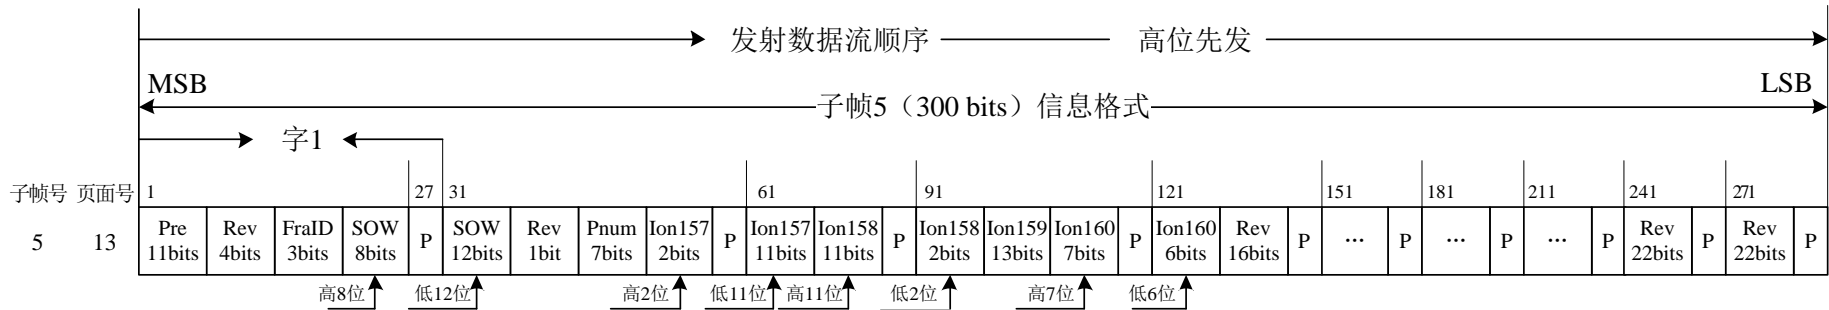 发射数据流顺序 高位先发
MSB LSB
子帧5（300 bits）信息格式
字1
子帧号 页面号 1 27 31 61 91 121 151 181 211 241 271
5 13 Pre Rev FraID SOW P SOW Rev Pnum Ion157 P Ion157 Ion158 P Ion158 Ion159 Ion160 P Ion160 Rev P ... P ... P ... P Rev P Rev P
11bits 4bits 3bits 8bits 12bits 1bit 7bits 2bits 11bits 11bits 2bits 13bits 7bits 6bits 16bits 22bits 22bits
高8位 低12位 高2位 低11位 高11位 低2位 高7位 低6位